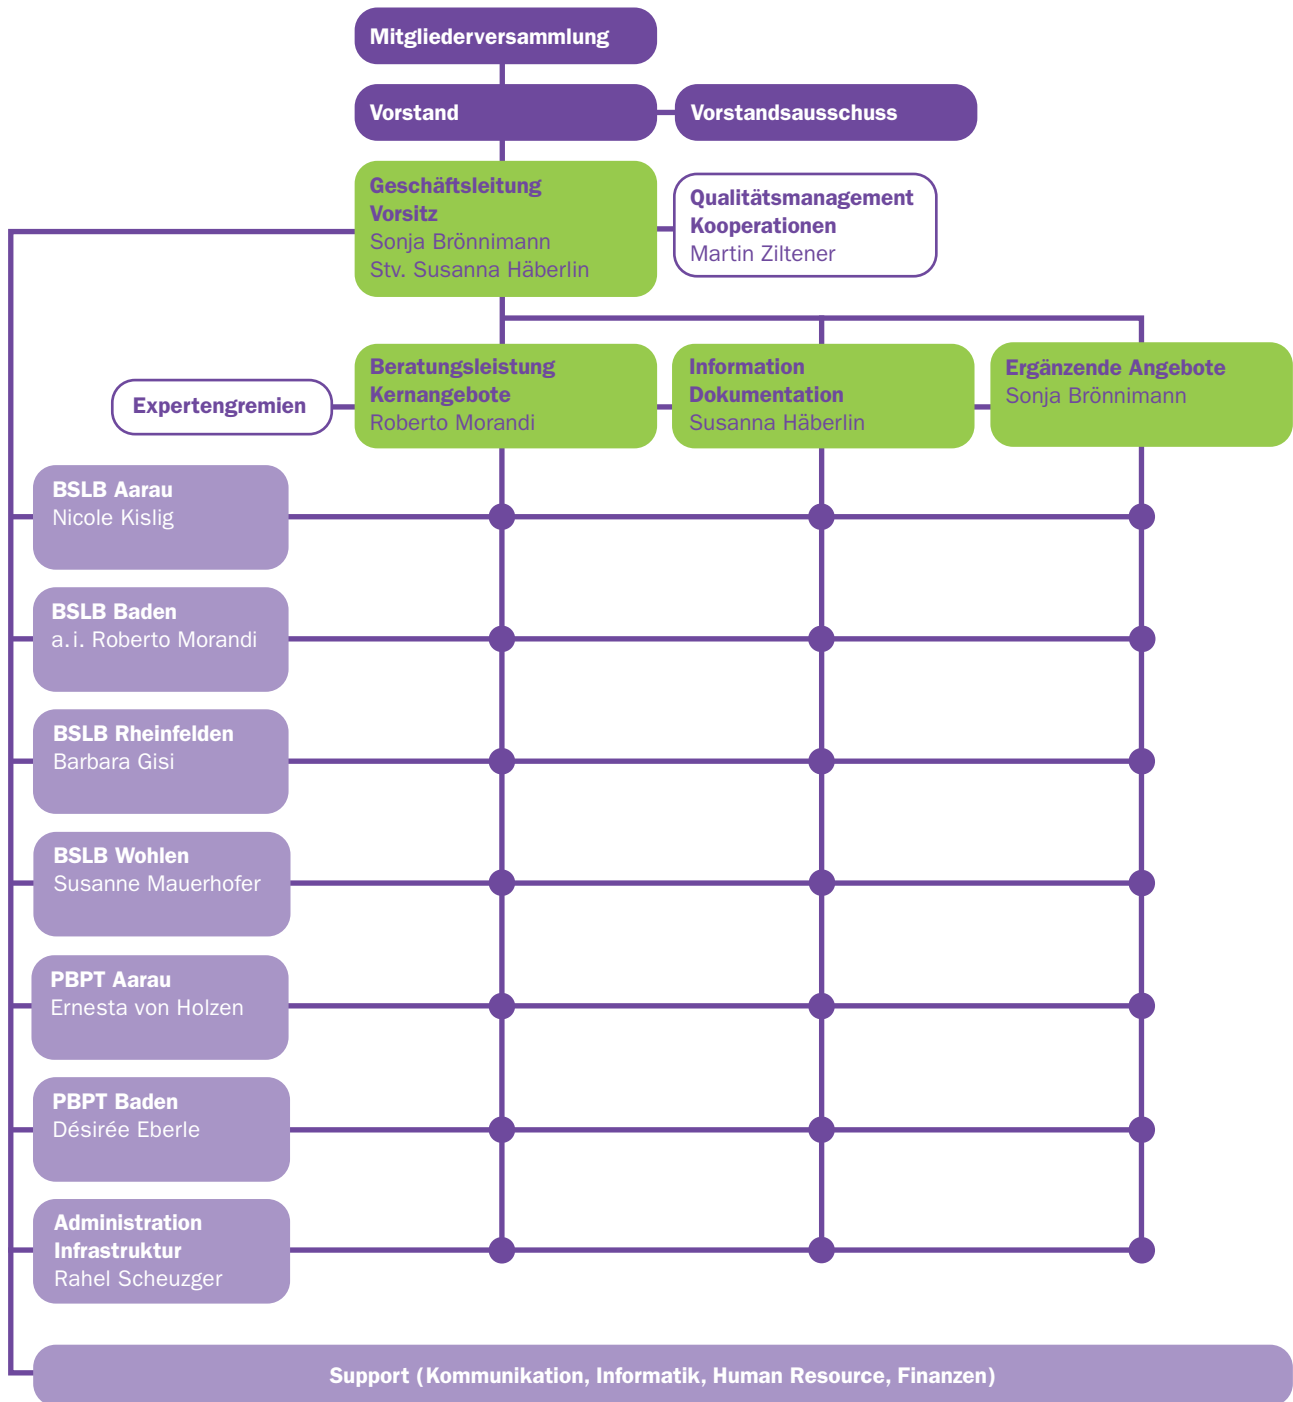 Mitgliederversammlung
Vorstand
Vorstandsausschuss
Geschäftsleitung
Vorsitz
Sonja Brönnimann
Stv. Susanna Häberlin
Qualitätsmanagement
Kooperationen
Martin Ziltener
Expertengremien
Beratungsleistung
Kernangebote
Roberto Morandi
Information
Dokumentation
Susanna Häberlin
Ergänzende Angebote
Sonja Brönnimann
BSLB Aarau
Nicole Kislig
BSLB Baden
a.i. Roberto Morandi
BSLB Rheinfelden
Barbara Gisi
BSLB Wohlen
Susanne Mauerhofer
PBPT Aarau
Ernesta von Holzen
PBPT Baden
Désirée Eberle
Administration
Infrastruktur
Rahel Scheuzger
Support (Kommunikation, Informatik, Human Resource, Finanzen)